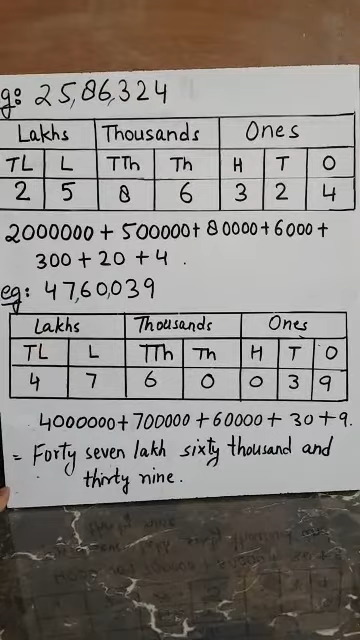 g: 25,86,324
Lakhs Thousands Ones
TL L TTh Th H T O
2 5 8 6 3 2 4
2000000 + 500000 + 80000 + 6000 +
300 + 20 + 4 .
eg: 47,60,039
Lakhs Thousands Ones
TL L TTh Th H T O
4 7 6 0 0 3 9
4000000 + 700000 + 60000 + 30 + 9.
= Forty seven lakh sixty thousand and
thirty nine.